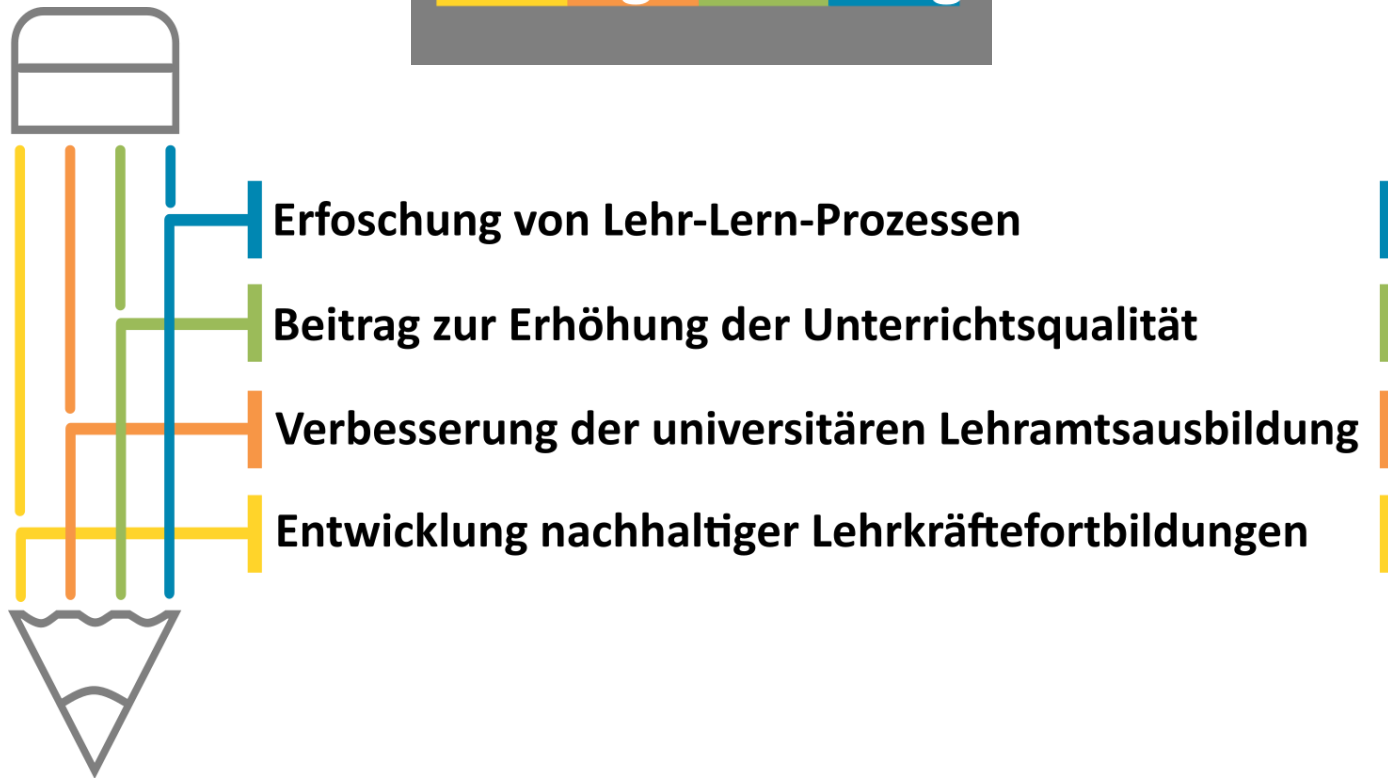 Erfoschung von Lehr-Lern-Prozessen
Beitrag zur Erhöhung der Unterrichtsqualität
Verbesserung der universitären Lehramtsausbildung
Entwicklung nachhaltiger Lehrkräftefortbildungen